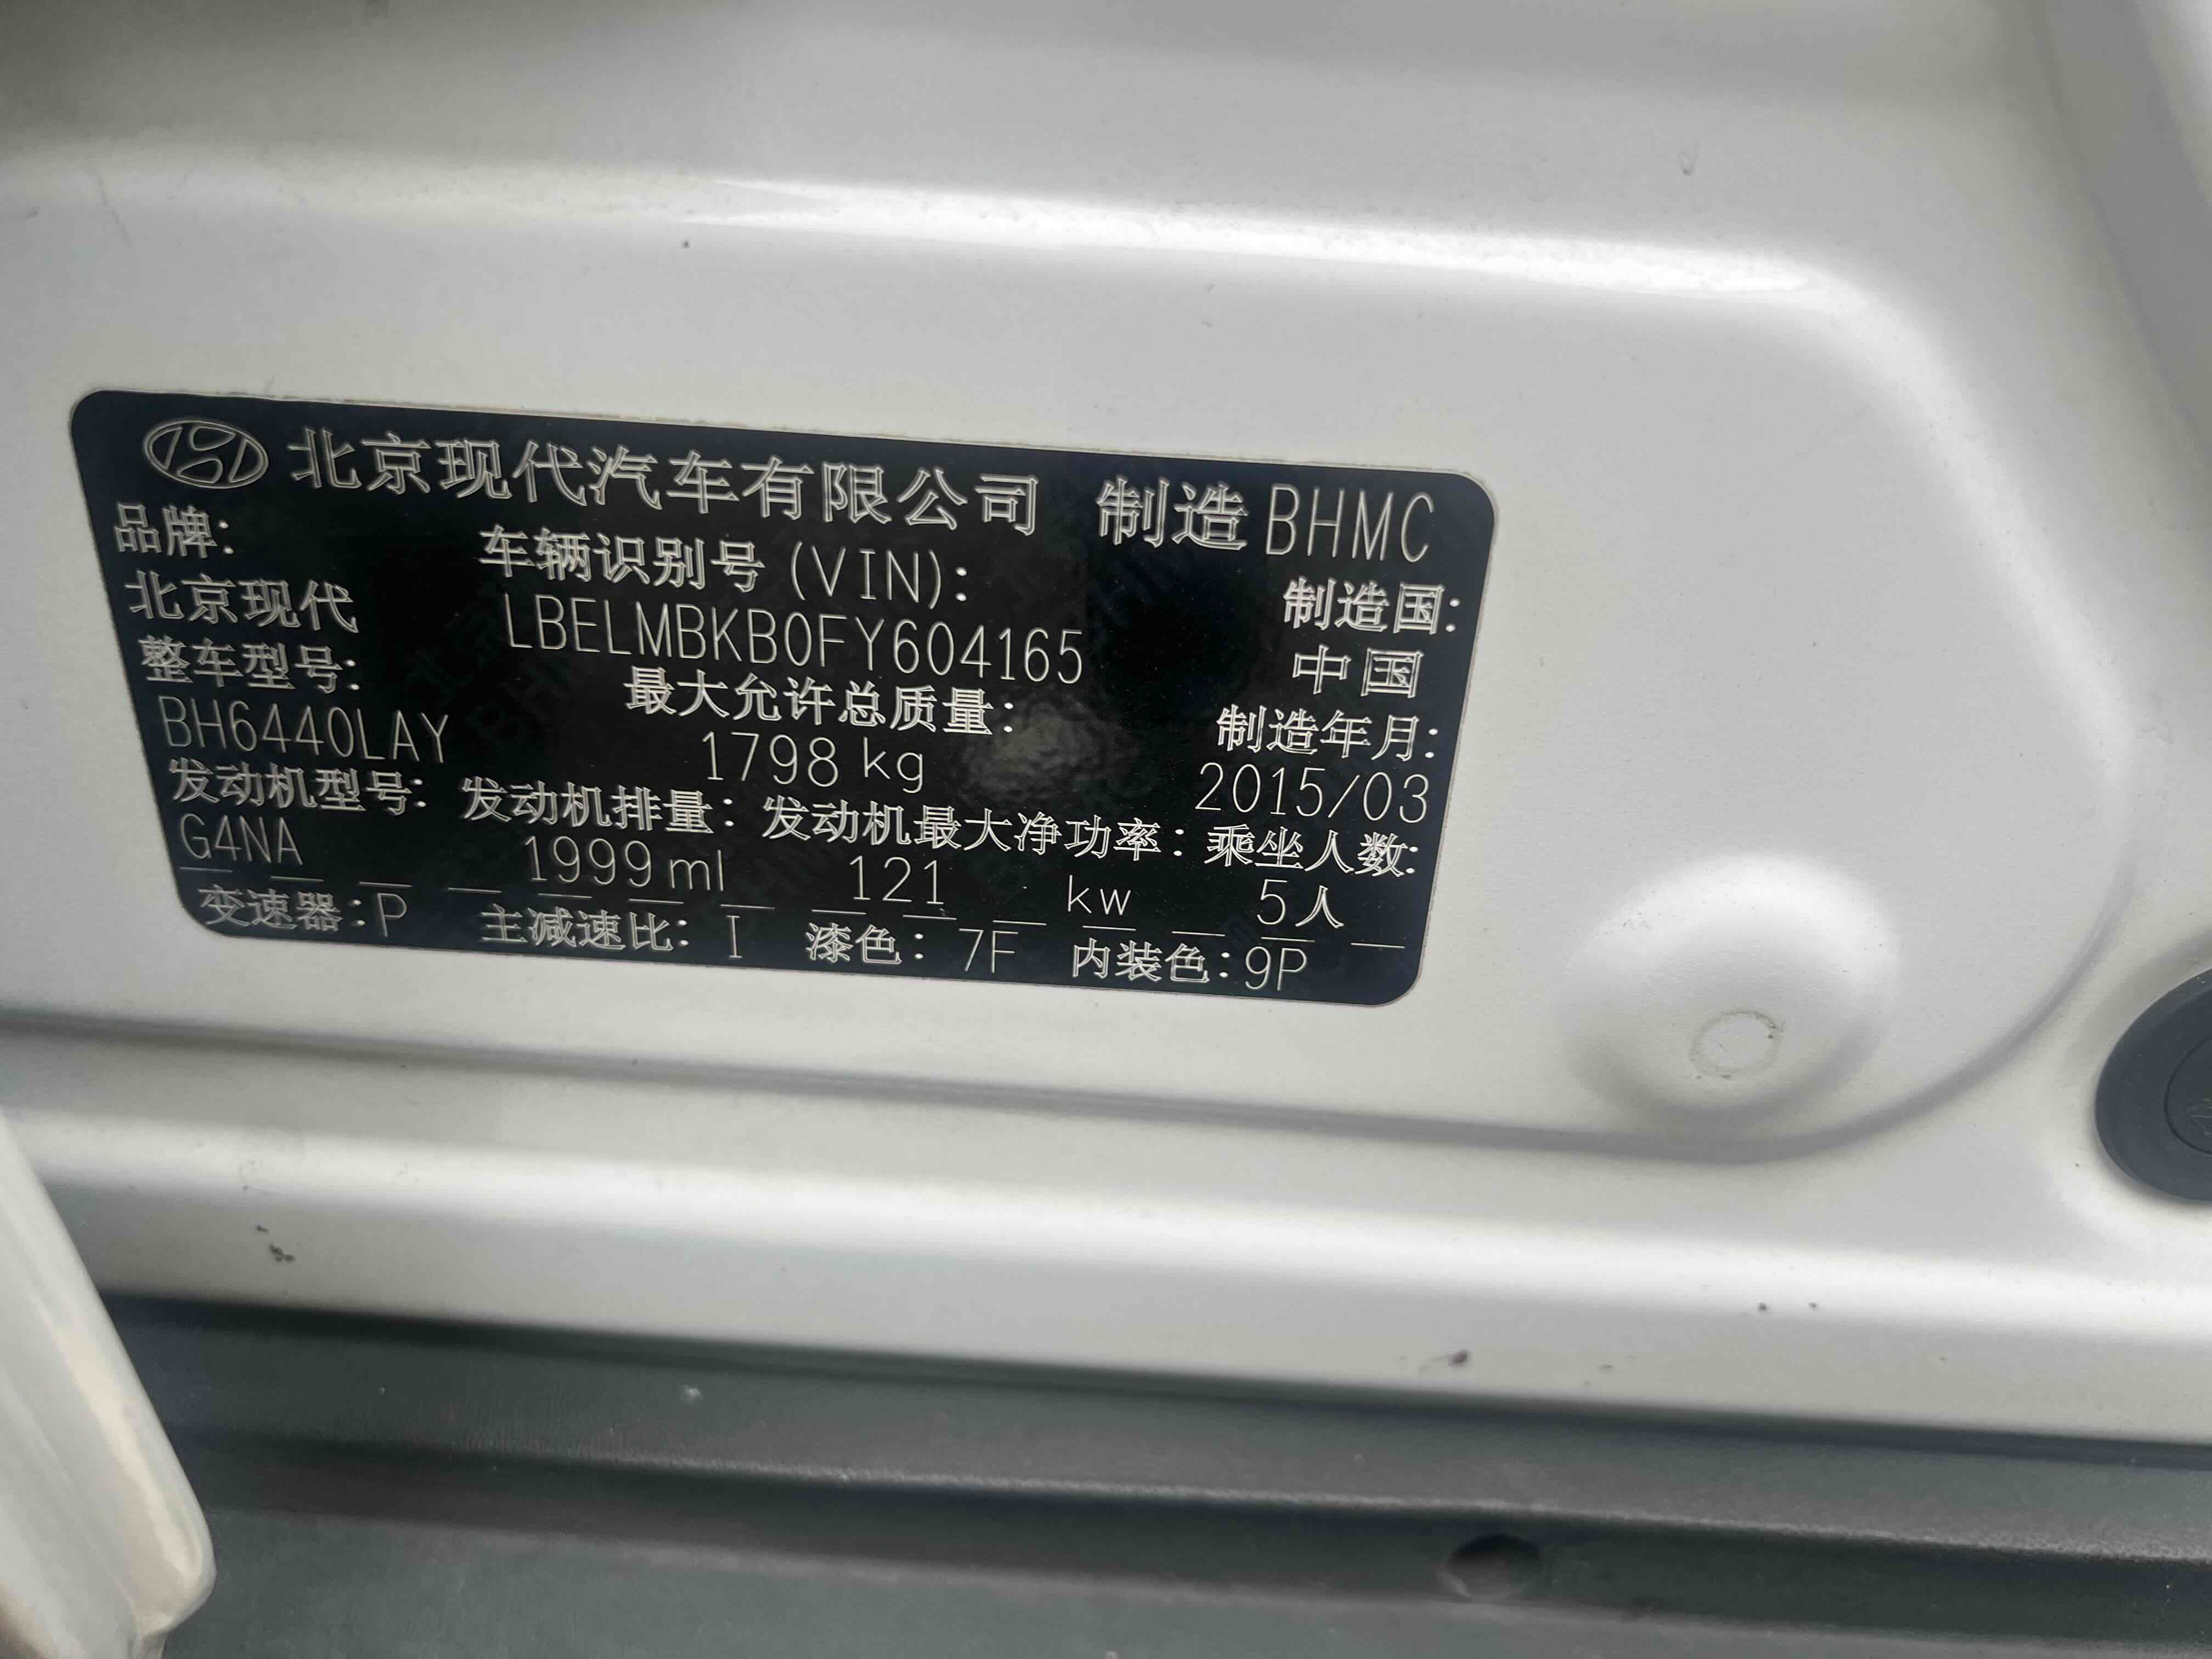 北京现代汽车有限公司 制造 BHMC
品牌: 车辆识别号 (VIN): 制造国:
北京现代 LBELMBKB0FY604165 中国
整车型号: 最大允许总质量: 制造年月:
BH6440LAY 1798 kg 2015/03
发动机型号: 发动机排量: 发动机最大净功率: 乘坐人数:
G4NA 1999 ml 121 kw 5人
变速器: P 主减速比: I 漆色: 7F 内装色: 9P